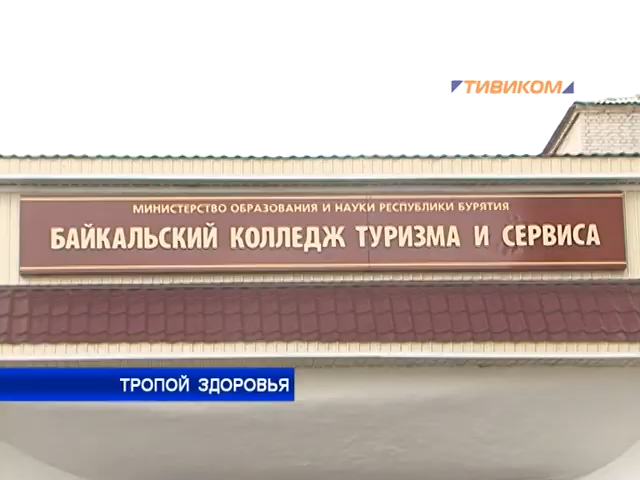 ТИВИКОМ
МИНИСТЕРСТВО ОБРАЗОВАНИЯ И НАУКИ РЕСПУБЛИКИ БУРЯТИЯ
БАЙКАЛЬСКИЙ КОЛЛЕДЖ ТУРИЗМА И СЕРВИСА
ТРОПОЙ ЗДОРОВЬЯ